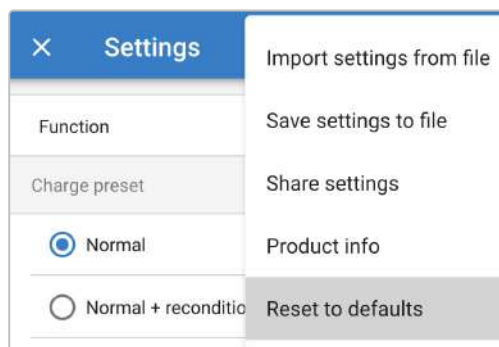 Settings
Function
Charge preset
Normal
Normal + reconditio
Import settings from file
Save settings to file
Share settings
Product info
Reset to defaults